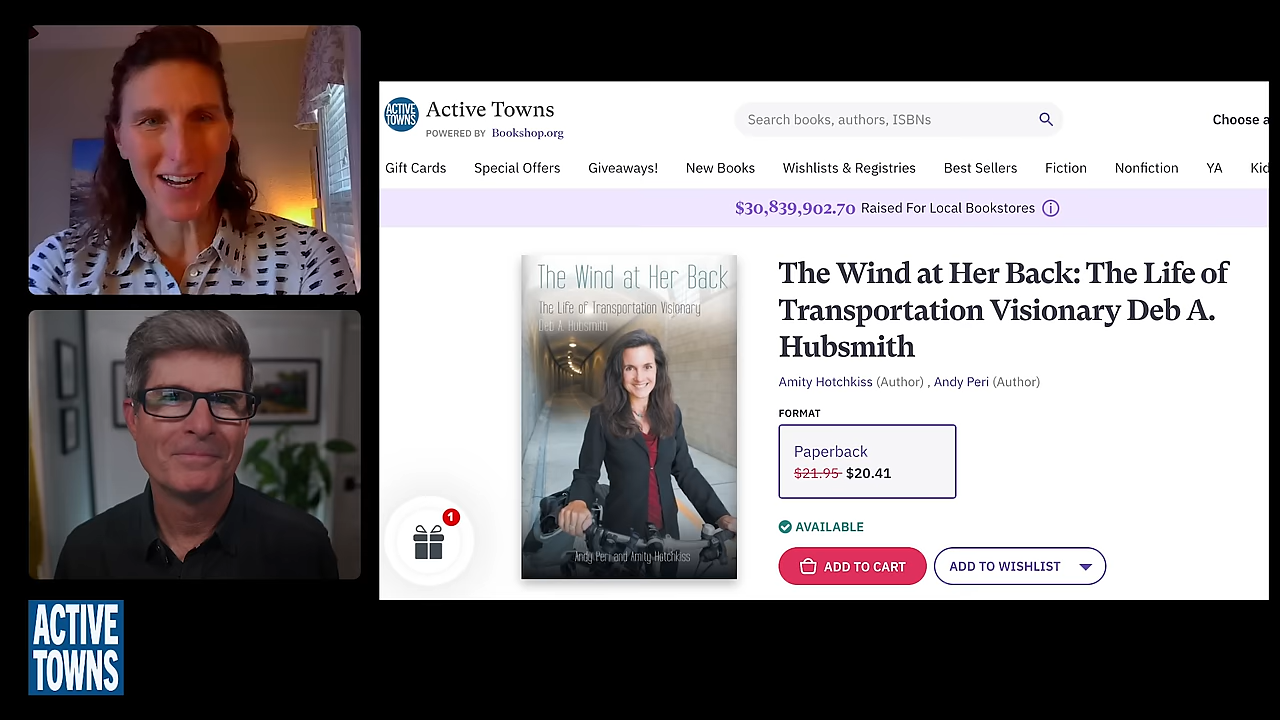 ACTIVE
TOWNS
Active Towns
POWERED BY Bookshop.org
Search books, authors, ISBNs
Choose a
Gift Cards Special Offers Giveaways! New Books Wishlists & Registries Best Sellers Fiction Nonfiction YA Kid
$30,839,902.70 Raised For Local Bookstores
The Wind at Her Back
The Life of Transportation Visionary
Deb A. Hubsmith
Andy Peri and Amity Hotchkiss
The Wind at Her Back: The Life of
Transportation Visionary Deb A.
Hubsmith
Amity Hotchkiss (Author) , Andy Peri (Author)
FORMAT
Paperback
$21.95 $20.41
AVAILABLE
ADD TO CART
ADD TO WISHLIST
1
ACTIVE
TOWNS